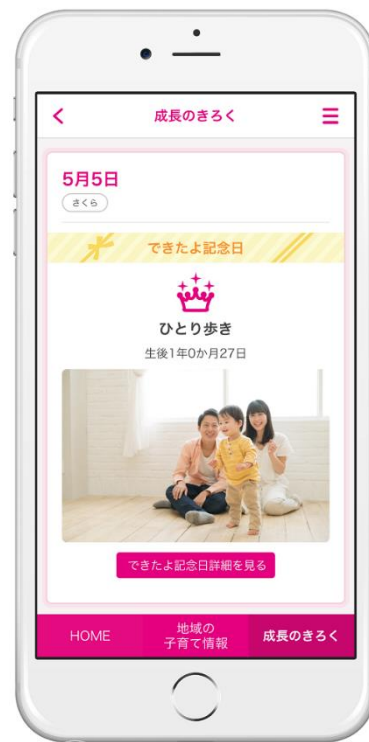 成長のきろく
5月5日
さくら
できたよ記念日
ひとり歩き
生後1年0か月27日
できたよ記念日詳細を見る
HOME
地域の
子育て情報
成長のきろく